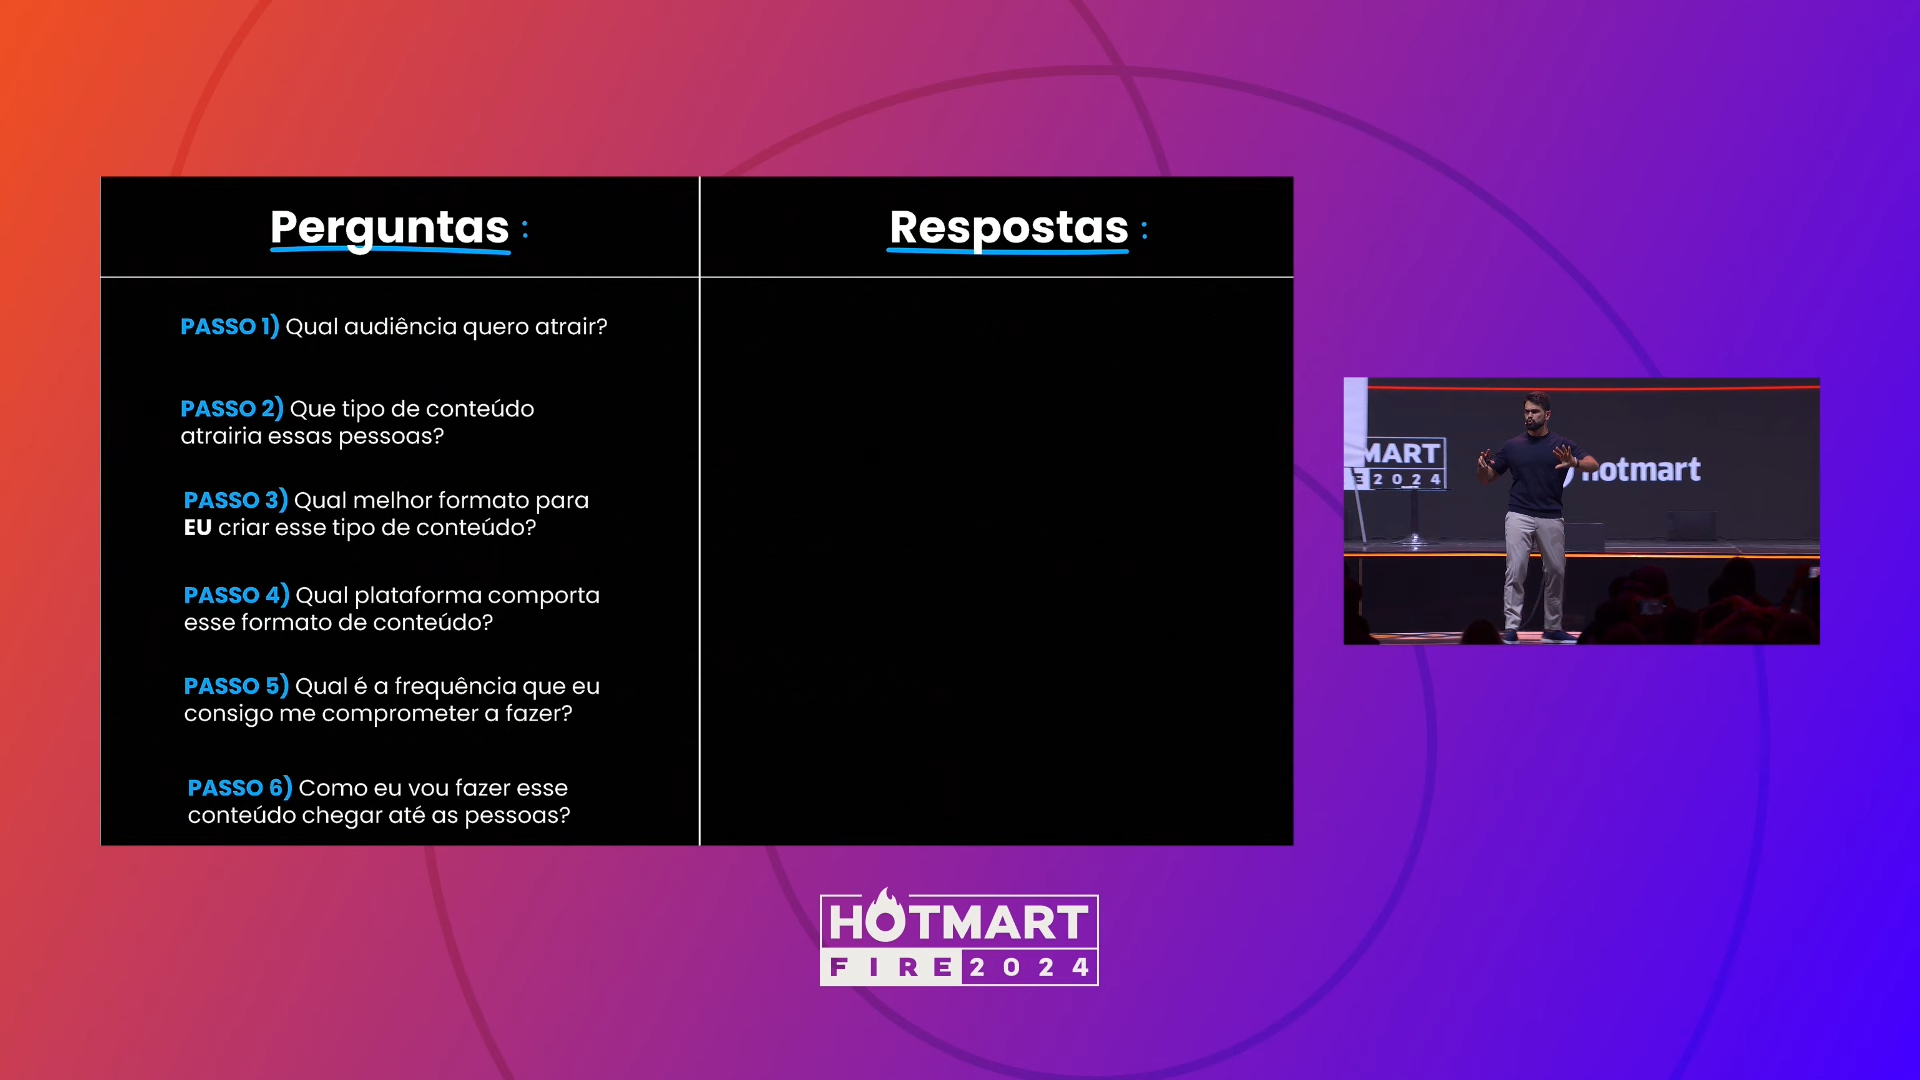 Perguntas :
Respostas :
PASSO 1) Qual audiência quero atrair?
PASSO 2) Que tipo de conteúdo
atrairia essas pessoas?
PASSO 3) Qual melhor formato para
EU criar esse tipo de conteúdo?
PASSO 4) Qual plataforma comporta
esse formato de conteúdo?
PASSO 5) Qual é a frequência que eu
consigo me comprometer a fazer?
PASSO 6) Como eu vou fazer esse
conteúdo chegar até as pessoas?
MART
E 2024
hotmart
HOTMART
FIRE 2024